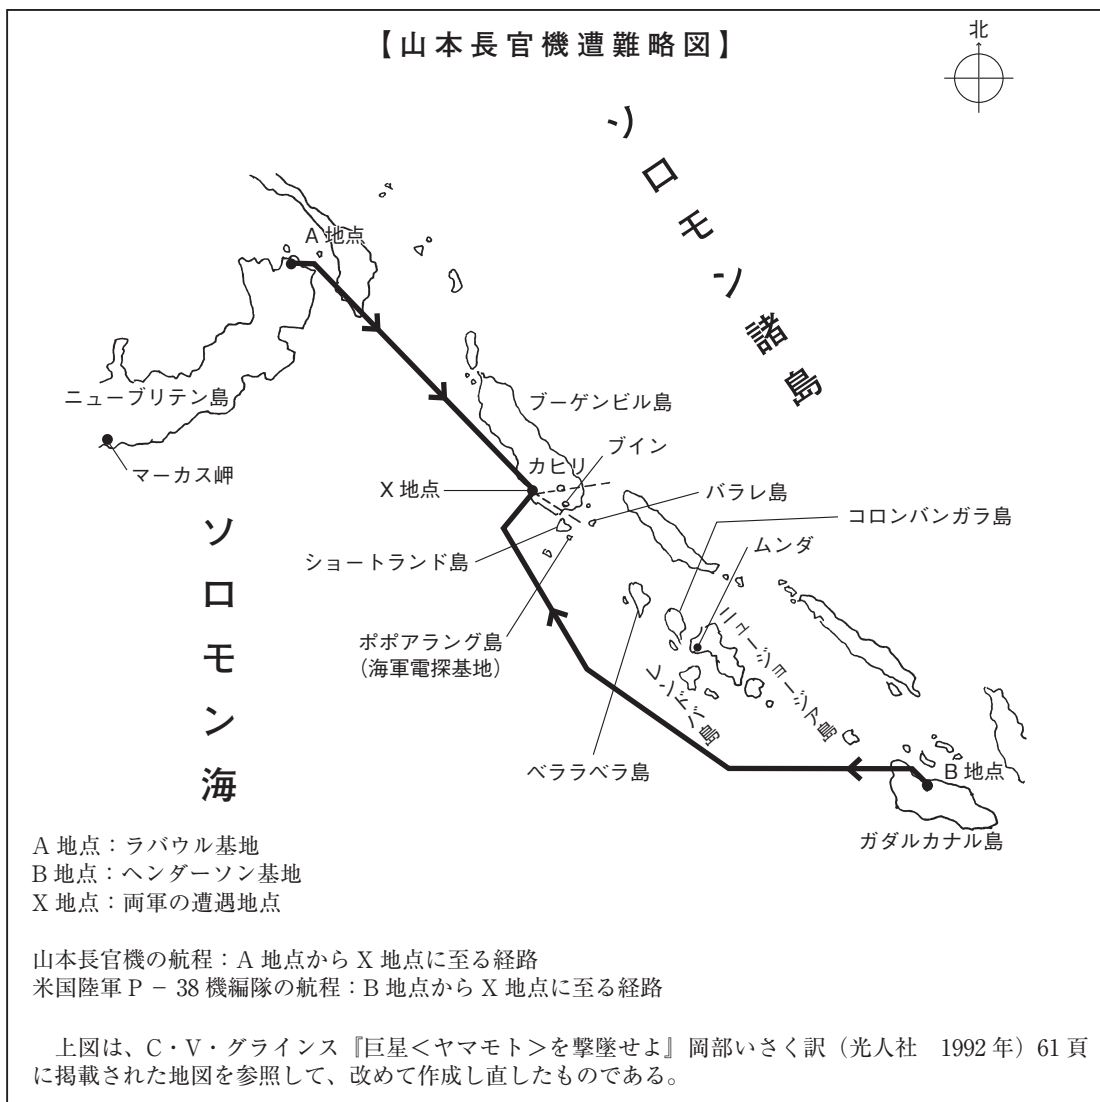 【山本長官機遭難略図】
北
ソロモン諸島
A 地点
ニューブリテン島
マーカス岬
ブーゲンビル島
ブイン
カヒリ
X 地点
バラレ島
コロンバンガラ島
ショートランド島
ムンダ
ソロモン海
ポポアラング島
(海軍電探基地)
ニュージョージア島
レンドバ島
ベララベラ島
B 地点
ガダルカナル島
A 地点:ラバウル基地
B 地点:ヘンダーソン基地
X 地点:両軍の遭遇地点
山本長官機の航程:A 地点から X 地点に至る経路
米国陸軍 P − 38 機編隊の航程:B 地点から X 地点に至る経路
上図は、C・V・グラインス『巨星<ヤマモト>を撃墜せよ』岡部いさく訳(光人社 1992 年)61 頁
に掲載された地図を参照して、改めて作成し直したものである。